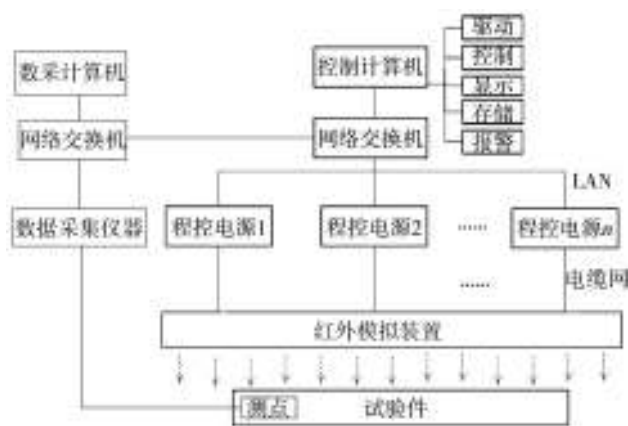 驱动
控制
显示
存储
报警
数采计算机
控制计算机
网络交换机
网络交换机
LAN
数据采集仪器
程控电源1
程控电源2
......
程控电源n
......
电缆网
红外模拟装置
测点
试验件